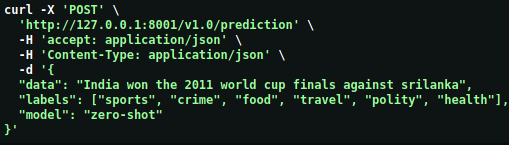 curl -X 'POST' \
  'http://127.0.0.1:8001/v1.0/prediction' \
  -H 'accept: application/json' \
  -H 'Content-Type: application/json' \
  -d '{
  "data": "India won the 2011 world cup finals against srilanka",
  "labels": ["sports", "crime", "food", "travel", "polity", "health"],
  "model": "zero-shot"
}'